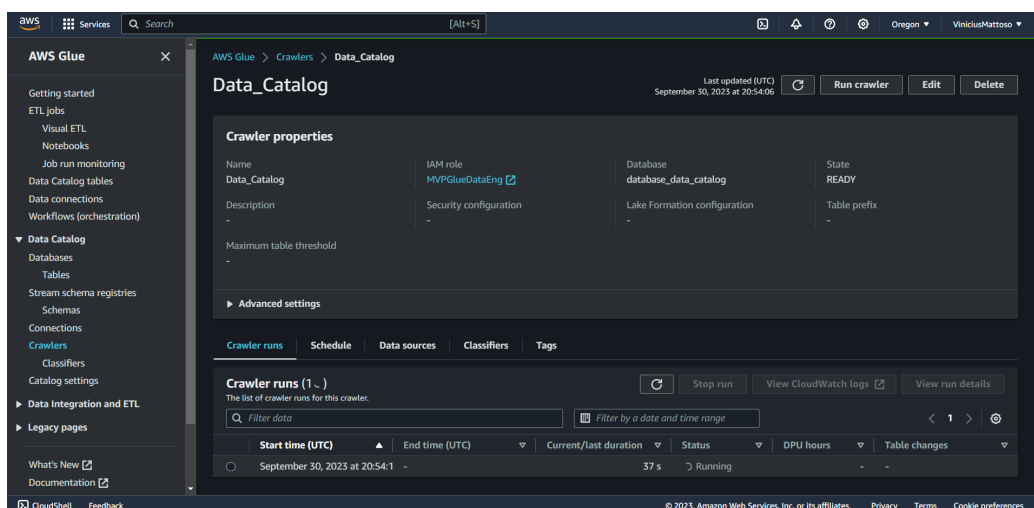 aws Services Search [Alt+S] Oregon ViniciusMattoso
AWS Glue
Getting started
ETL jobs
Visual ETL
Notebooks
Job run monitoring
Data Catalog tables
Data connections
Workflows (orchestration)
Data Catalog
Databases
Tables
Stream schema registries
Schemas
Connections
Crawlers
Classifiers
Catalog settings
Data Integration and ETL
Legacy pages
What's New
Documentation
AWS Glue > Crawlers > Data_Catalog
Data_Catalog
Last updated (UTC)
September 30, 2023 at 20:54:06
Run crawler Edit Delete
Crawler properties
Name IAM role Database State
Data_Catalog MVPGlueDataEng database_data_catalog READY
Description Security configuration Lake Formation configuration Table prefix
- - - -
Maximum table threshold
-
Advanced settings
Crawler runs Schedule Data sources Classifiers Tags
Crawler runs (1) Stop run View CloudWatch logs View run details
The list of crawler runs for this crawler.
Filter data Filter by a date and time range < 1 >
Start time (UTC) End time (UTC) Current/last duration Status DPU hours Table changes
September 30, 2023 at 20:54:1 - 37 s Running - -
CloudShell Feedback © 2023, Amazon Web Services, Inc. or its affiliates. Privacy Terms Cookie preferences